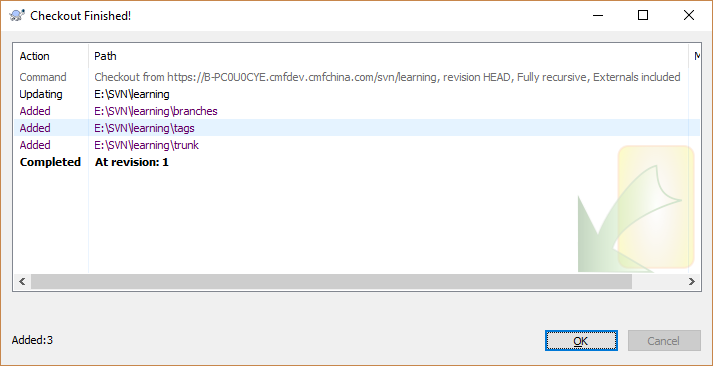 Checkout Finished!
Action Path M
Command Checkout from https://B-PC0U0CYE.cmfdev.cmfchina.com/svn/learning, revision HEAD, Fully recursive, Externals included
Updating E:\SVN\learning
Added E:\SVN\learning\branches
Added E:\SVN\learning\tags
Added E:\SVN\learning\trunk
Completed At revision: 1
Added:3
OK Cancel